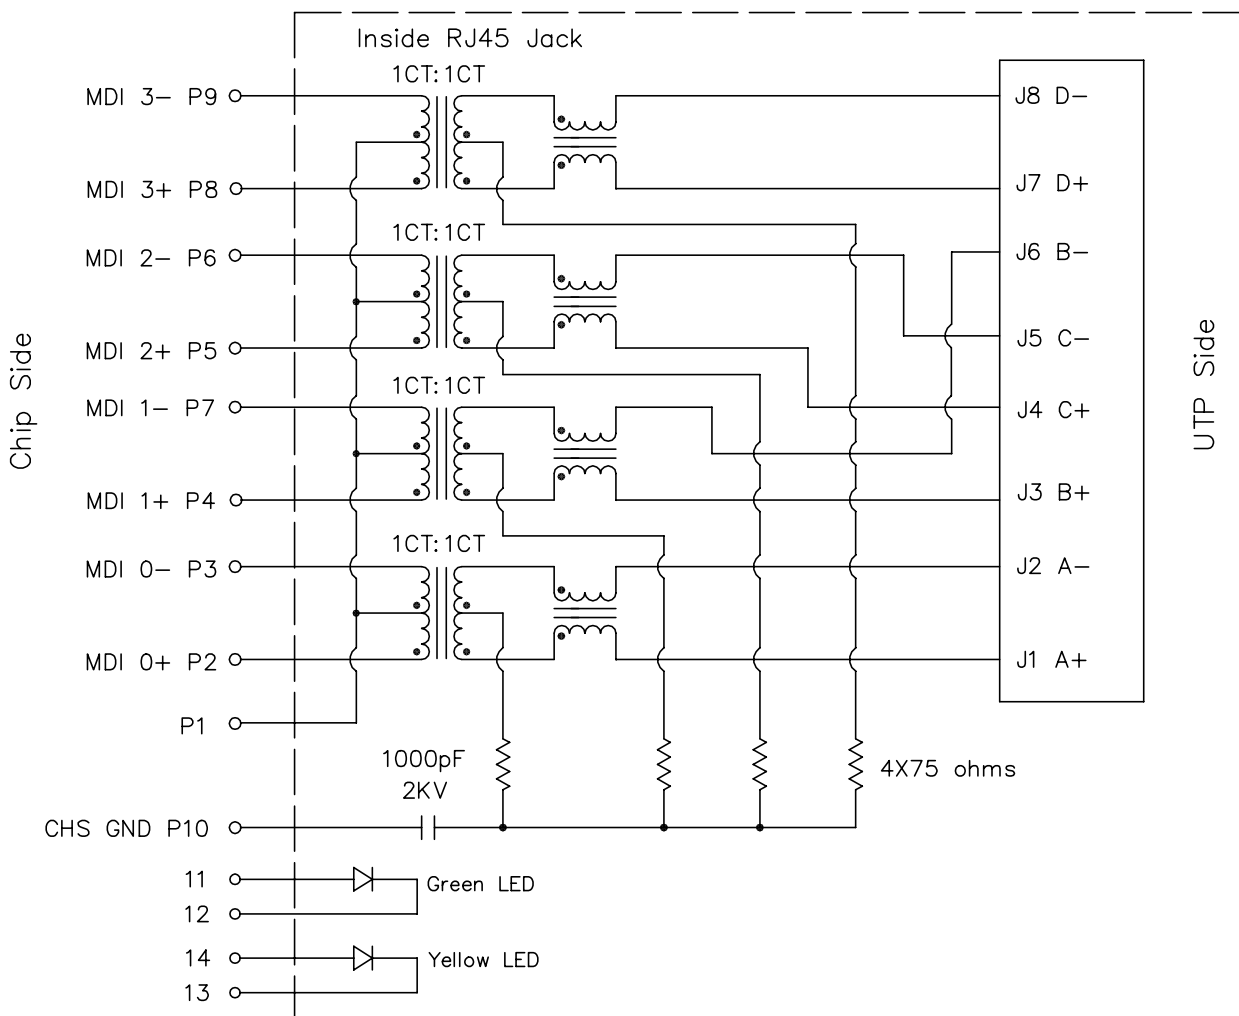 Inside RJ45 Jack
1CT:1CT
MDI 3- P9
J8 D-
MDI 3+ P8
J7 D+
1CT:1CT
MDI 2- P6
J6 B-
MDI 2+ P5
J5 C-
1CT:1CT
MDI 1- P7
J4 C+
MDI 1+ P4
J3 B+
1CT:1CT
MDI 0- P3
J2 A-
MDI 0+ P2
J1 A+
Chip Side
UTP Side
P1
1000pF
2KV
4X75 ohms
CHS GND P10
11
Green LED
12
14
Yellow LED
13